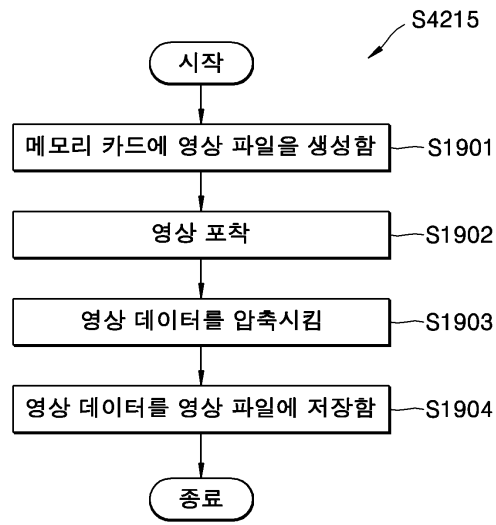 S4215
시작
메모리 카드에 영상 파일을 생성함
S1901
영상 포착
S1902
영상 데이터를 압축시킴
S1903
영상 데이터를 영상 파일에 저장함
S1904
종료